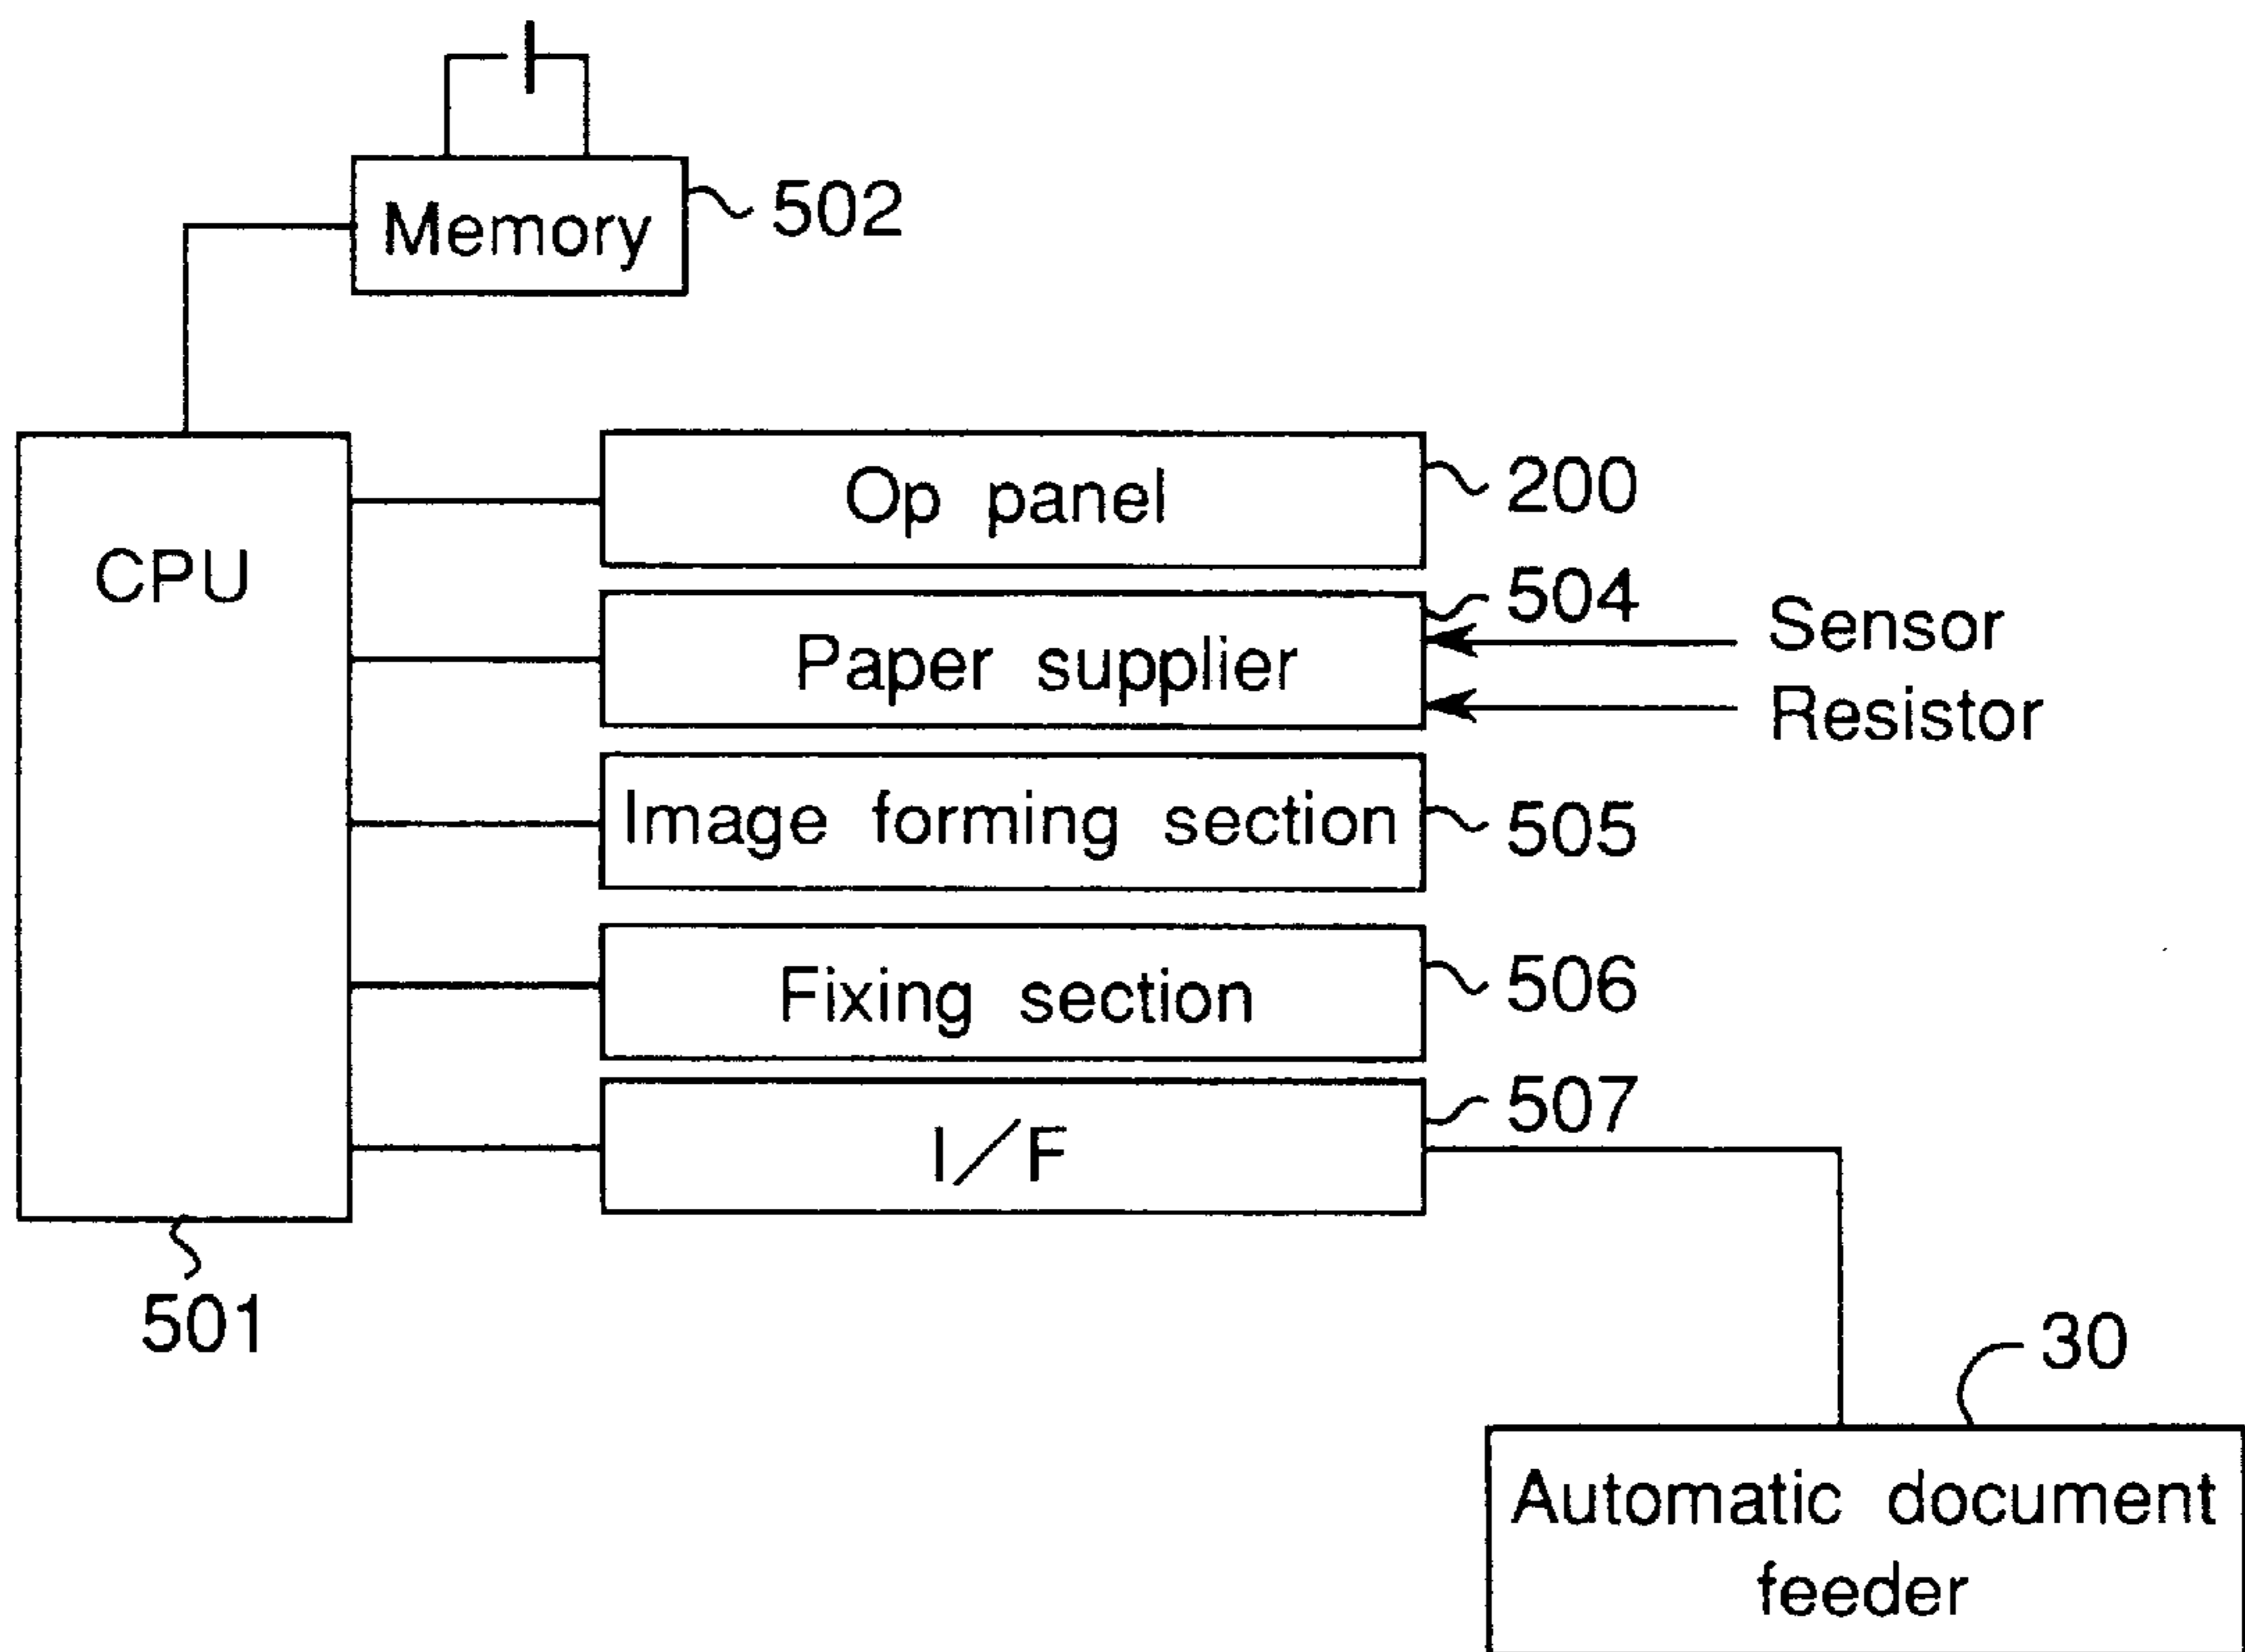 Memory
502
Op panel
200
CPU
504
Sensor
Paper supplier
Resistor
Image forming section
505
Fixing section
506
507
I/F
501
30
Automatic document
feeder